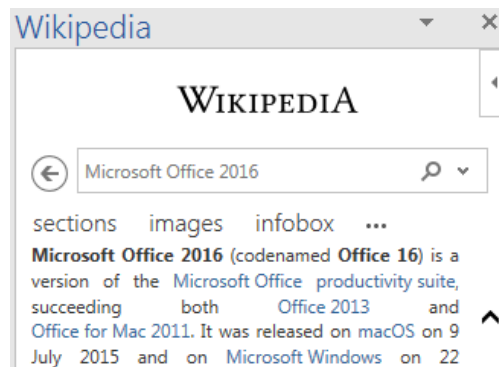 Wikipedia
WIKIPEDIA
Microsoft Office 2016
sections images infobox ...
Microsoft Office 2016 (codenamed Office 16) is a
version of the Microsoft Office productivity suite,
succeeding both Office 2013 and
Office for Mac 2011. It was released on macOS on 9
July 2015 and on Microsoft Windows on 22